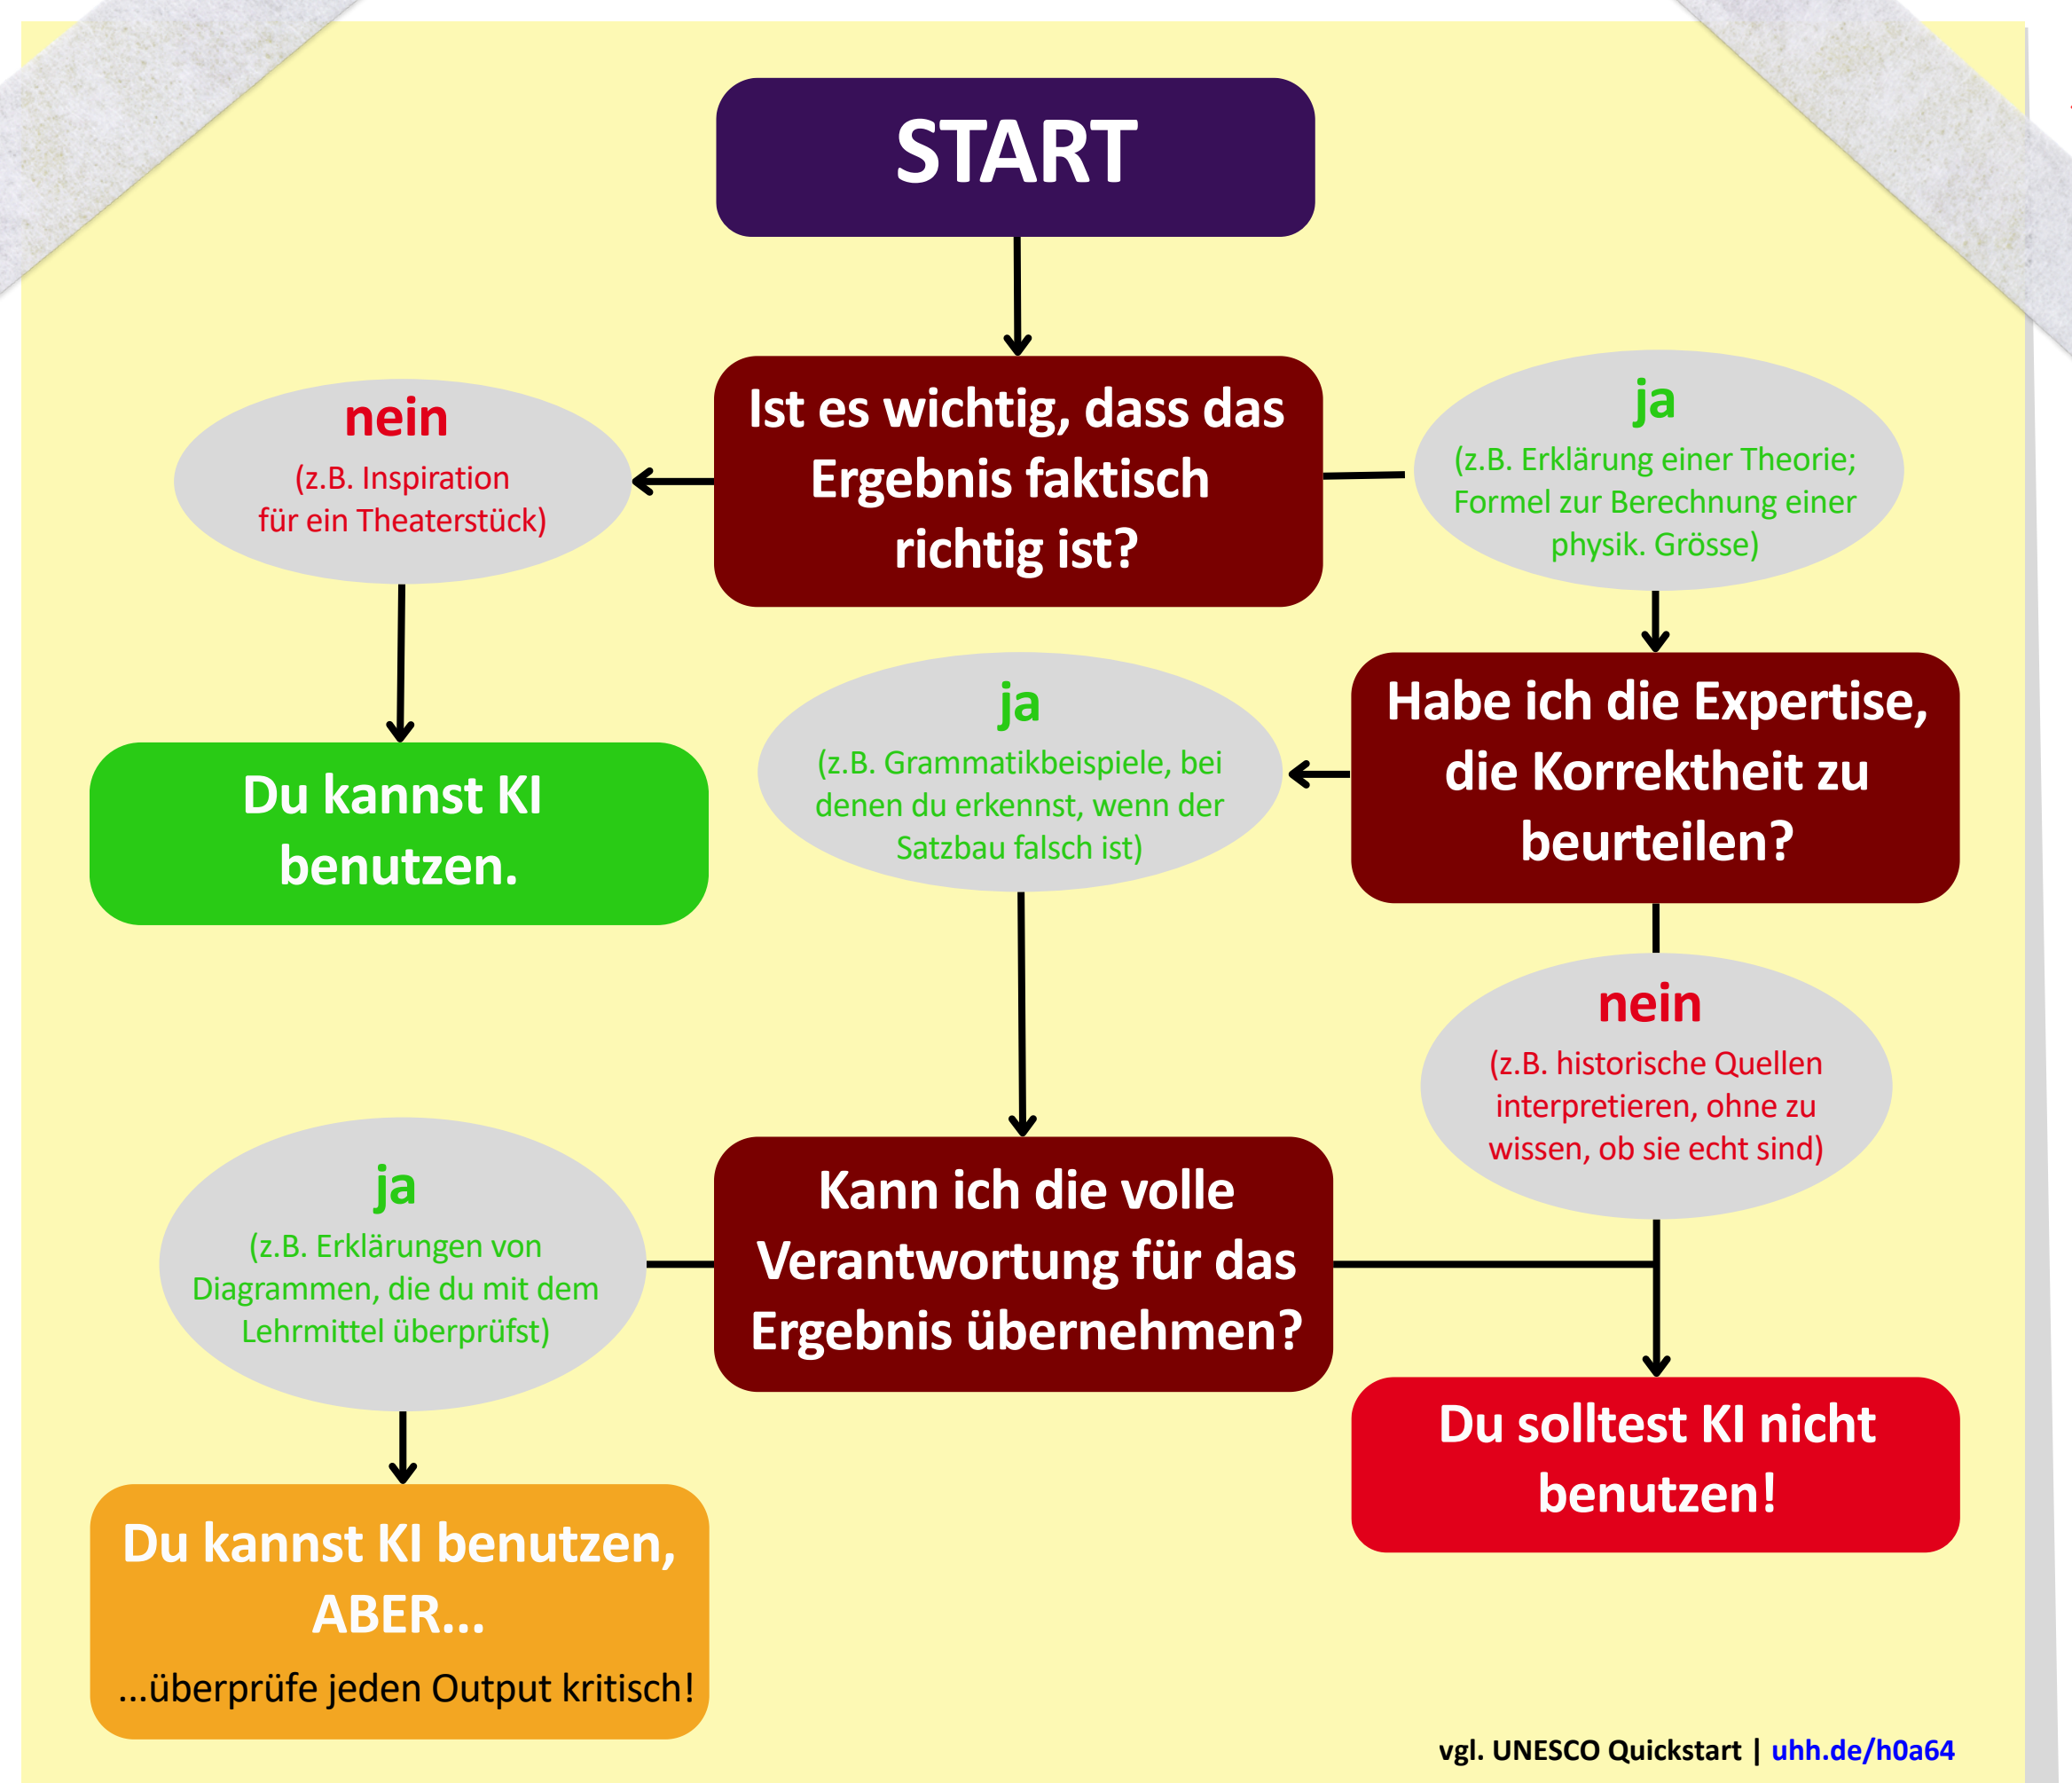 START
Ist es wichtig, dass das
Ergebnis faktisch
richtig ist?
nein
(z.B. Inspiration
für ein Theaterstück)
ja
(z.B. Erklärung einer Theorie;
Formel zur Berechnung einer
physik. Grösse)
Du kannst KI
benutzen.
ja
(z.B. Grammatikbeispiele, bei
denen du erkennst, wenn der
Satzbau falsch ist)
Habe ich die Expertise,
die Korrektheit zu
beurteilen?
nein
(z.B. historische Quellen
interpretieren, ohne zu
wissen, ob sie echt sind)
ja
(z.B. Erklärungen von
Diagrammen, die du mit dem
Lehrmittel überprüfst)
Kann ich die volle
Verantwortung für das
Ergebnis übernehmen?
Du solltest KI nicht
benutzen!
Du kannst KI benutzen,
ABER...
...überprüfe jeden Output kritisch!
vgl. UNESCO Quickstart | uhh.de/h0a64